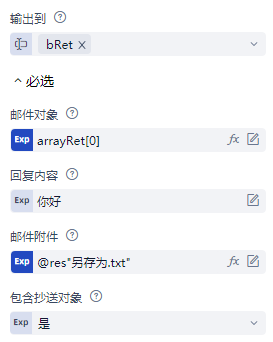 输出到
bRet
必选
邮件对象
Exp arrayRet[0] fx
回复内容
Exp 你好
邮件附件
Exp @res"另存为.txt" fx
包含抄送对象
Exp 是